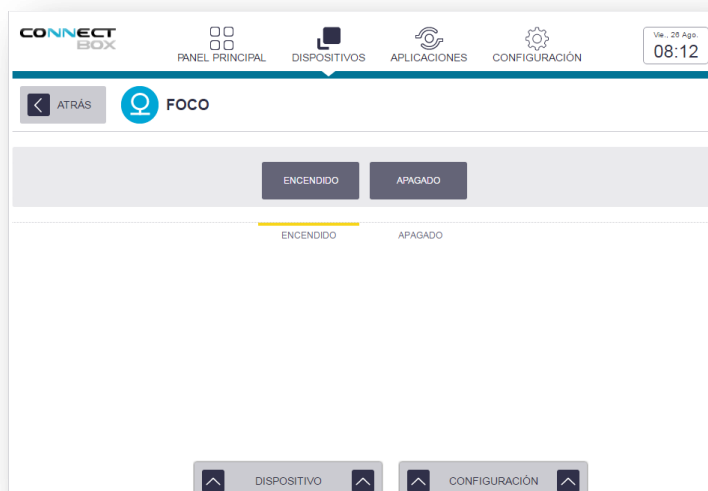 CONNECT
BOX
PANEL PRINCIPAL
DISPOSITIVOS
APLICACIONES
CONFIGURACIÓN
Vie., 26 Ago.
08:12
ATRÁS
FOCO
ENCENDIDO
APAGADO
ENCENDIDO
APAGADO
DISPOSITIVO
CONFIGURACIÓN